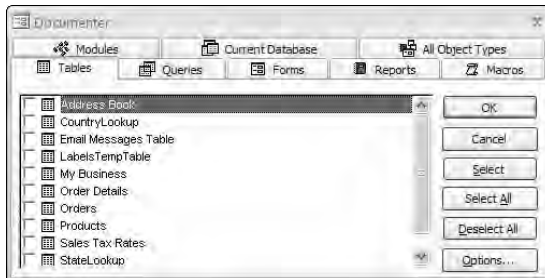 Documenter
Modules
Current Database
All Object Types
Tables
Queries
Forms
Reports
Macros
Address Book
CountryLookup
Email Messages Table
LabelsTempTable
My Business
Order Details
Orders
Products
Sales Tax Rates
StateLookup
OK
Cancel
Select
Select All
Deselect All
Options...